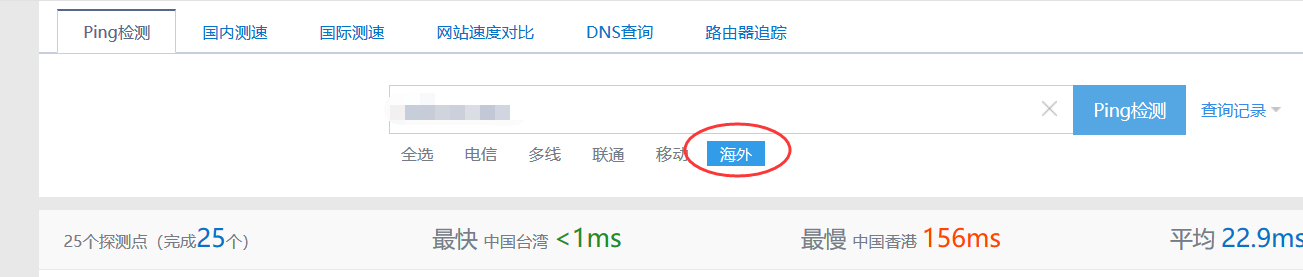 Ping检测 国内测速 国际测速 网站速度对比 DNS查询 路由器追踪
Ping检测 查询记录
全选 电信 多线 联通 移动 海外
25个探测点（完成25个） 最快 中国台湾 <1ms 最慢 中国香港 156ms 平均 22.9ms